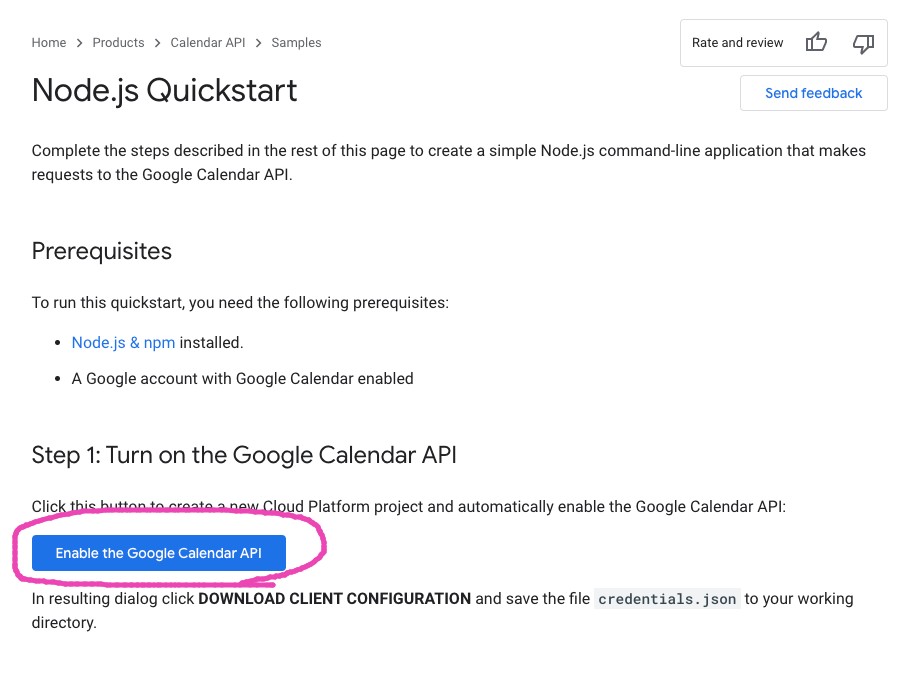 Home > Products > Calendar API > Samples
Rate and review
Node.js Quickstart
Send feedback
Complete the steps described in the rest of this page to create a simple Node.js command-line application that makes
requests to the Google Calendar API.
Prerequisites
To run this quickstart, you need the following prerequisites:
• Node.js & npm installed.
• A Google account with Google Calendar enabled
Step 1: Turn on the Google Calendar API
Click this button to create a new Cloud Platform project and automatically enable the Google Calendar API:
Enable the Google Calendar API
In resulting dialog click DOWNLOAD CLIENT CONFIGURATION and save the file credentials.json to your working
directory.